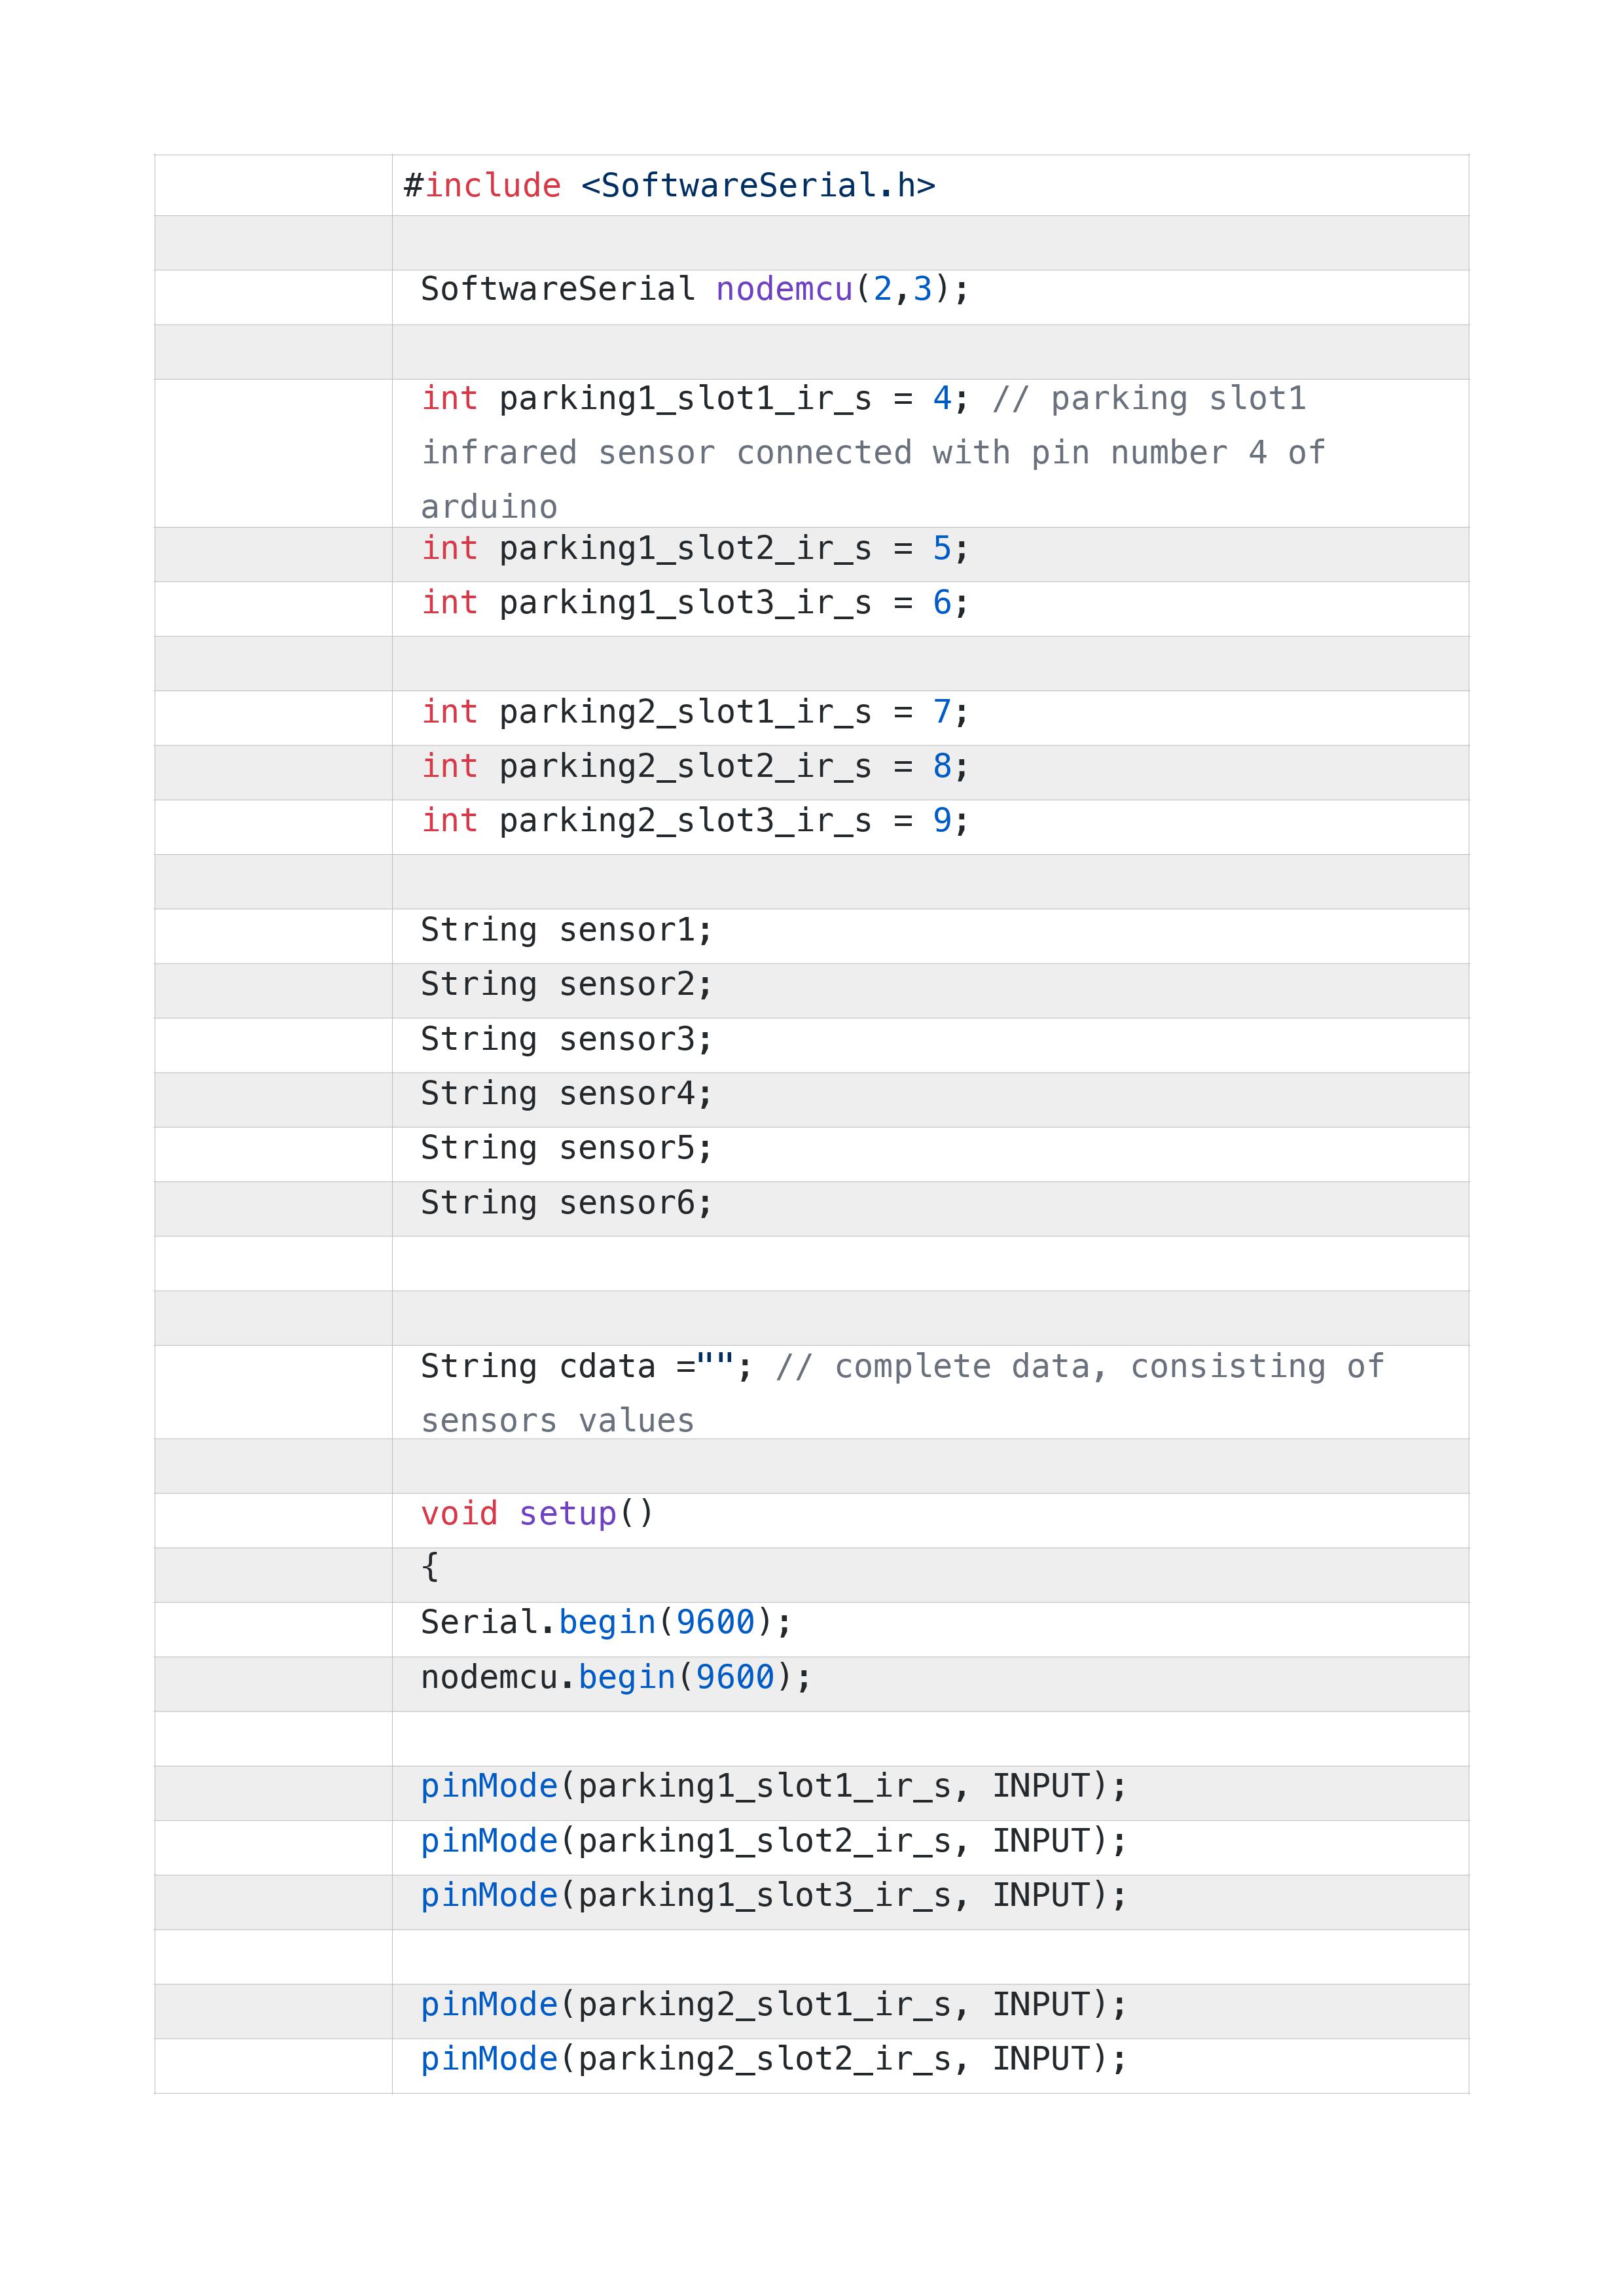 #include <SoftwareSerial.h>
SoftwareSerial nodemcu(2,3);
int parking1_slot1_ir_s = 4; // parking slot1
infrared sensor connected with pin number 4 of
arduino
int parking1_slot2_ir_s = 5;
int parking1_slot3_ir_s = 6;
int parking2_slot1_ir_s = 7;
int parking2_slot2_ir_s = 8;
int parking2_slot3_ir_s = 9;
String sensor1;
String sensor2;
String sensor3;
String sensor4;
String sensor5;
String sensor6;
String cdata =""; // complete data, consisting of
sensors values
void setup()
{
Serial.begin(9600);
nodemcu.begin(9600);
pinMode(parking1_slot1_ir_s, INPUT);
pinMode(parking1_slot2_ir_s, INPUT);
pinMode(parking1_slot3_ir_s, INPUT);
pinMode(parking2_slot1_ir_s, INPUT);
pinMode(parking2_slot2_ir_s, INPUT);